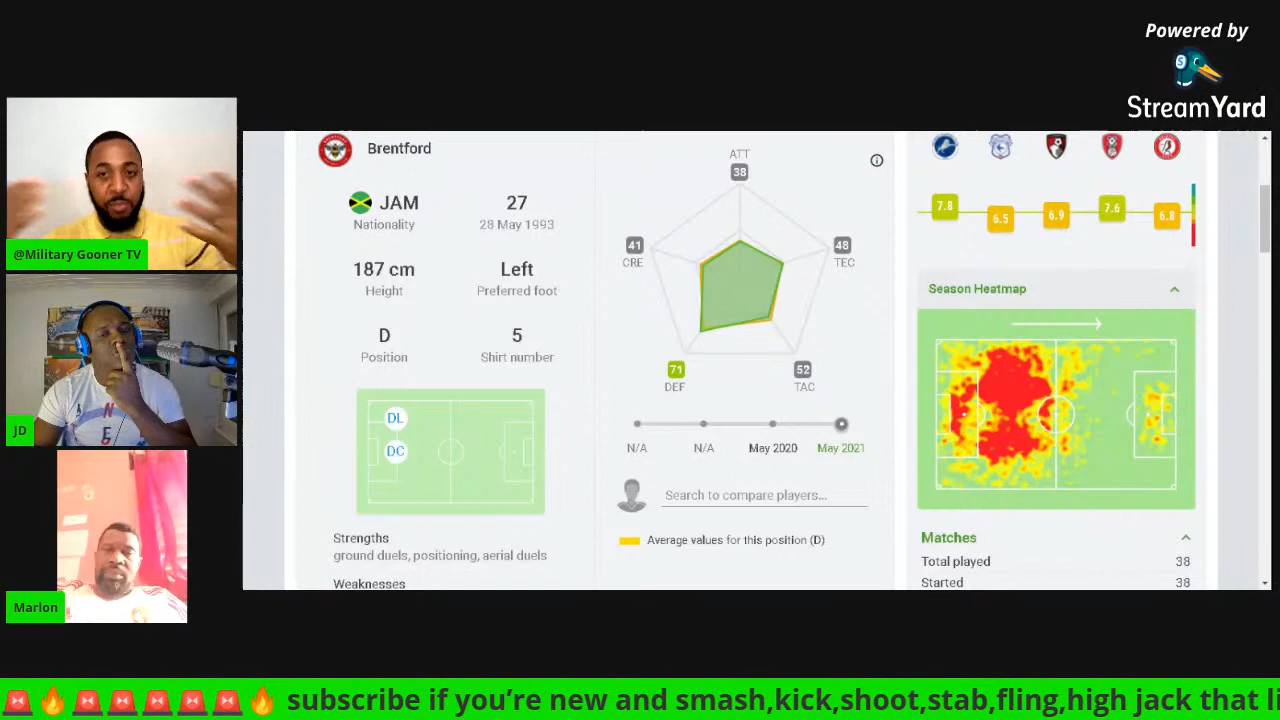 Powered by
StreamYard
@Military Gooner TV
JD
Marlon
Brentford
JAM
Nationality
27
28 May 1993
187 cm
Height
Left
Preferred foot
D
Position
5
Shirt number
DL
DC
Strengths
ground duels, positioning, aerial duels
Weaknesses
ATT
38
41
CRE
48
TEC
71
DEF
52
TAC
N/A
N/A
May 2020
May 2021
Search to compare players...
Average values for this position (D)
7.8
6.5
6.9
7.6
6.8
Season Heatmap
Matches
Total played
38
Started
38
subscribe if you’re new and smash,kick,shoot,stab,fling,high jack that li